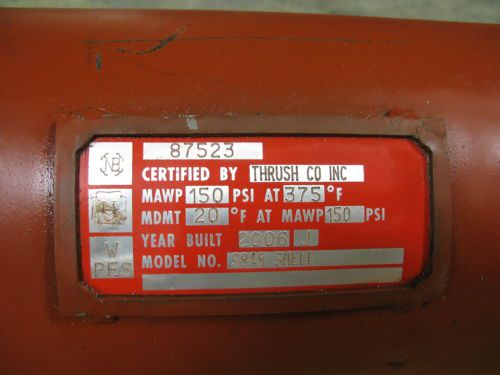 NB 87523
CERTIFIED BY THRUSH CO INC
MAWP 150 PSI AT 375 °F
U MDMT 20 °F AT MAWP 150 PSI
W YEAR BUILT 2006 J
RES MODEL NO. SHELL